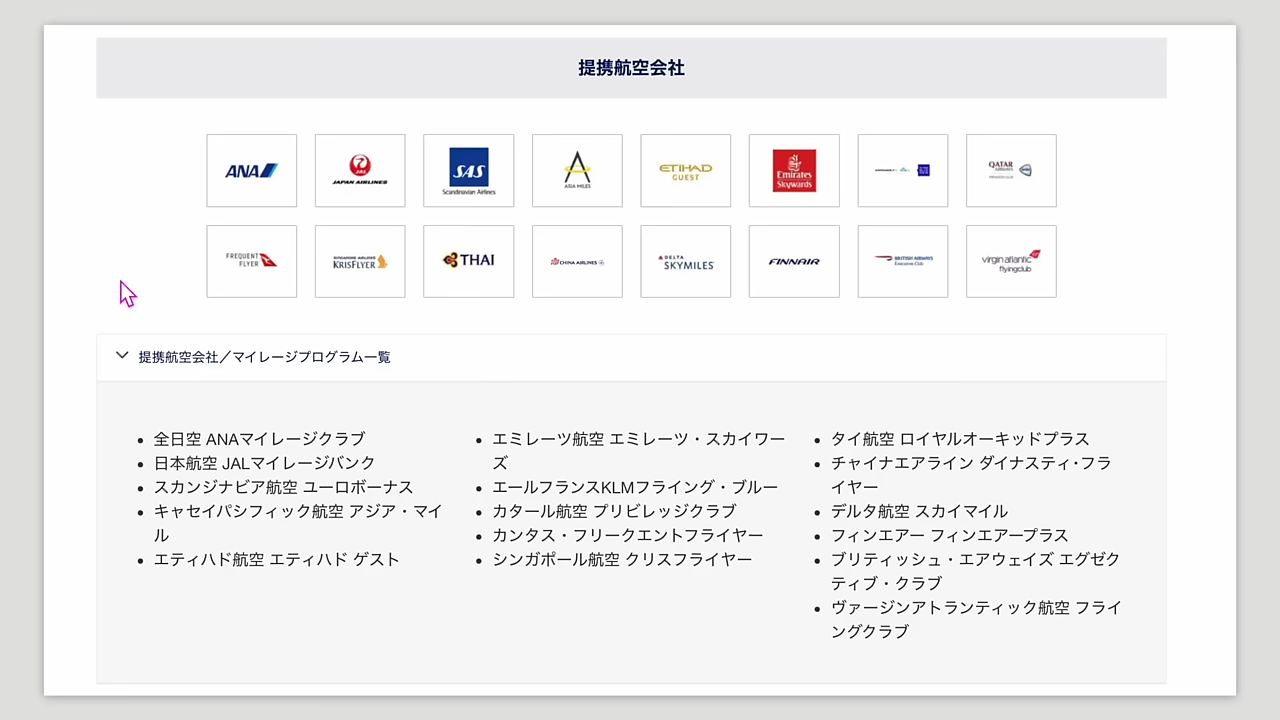 提携航空会社
ANA
JAL
JAPAN AIRLINES
SAS
Scandinavian Airlines
ASIA MILES
ETIHAD
GUEST
Emirates
Skywards
QATAR
AIRWAYS
FREQUENT
FLYER
SINGAPORE AIRLINES
KRISFLYER
THAI
CHINA AIRLINES
DELTA
SKYMILES
FINNAIR
BRITISH AIRWAYS
Executive Club
virgin atlantic
flyingclub
提携航空会社／マイレージプログラム一覧
全日空 ANAマイレージクラブ
日本航空 JALマイレージバンク
スカンジナビア航空 ユーロボーナス
キャセイパシフィック航空 アジア・マイ
ル
エティハド航空 エティハド ゲスト
エミレーツ航空 エミレーツ・スカイワー
ズ
エールフランスKLMフライング・ブルー
カタール航空 プリビレッジクラブ
カンタス・フリークエントフライヤー
シンガポール航空 クリスフライヤー
タイ航空 ロイヤルオーキッドプラス
チャイナエアライン ダイナスティ･フラ
イヤー
デルタ航空 スカイマイル
フィンエアー フィンエアープラス
ブリティッシュ・エアウェイズ エグゼク
ティブ・クラブ
ヴァージンアトランティック航空 フライ
ングクラブ